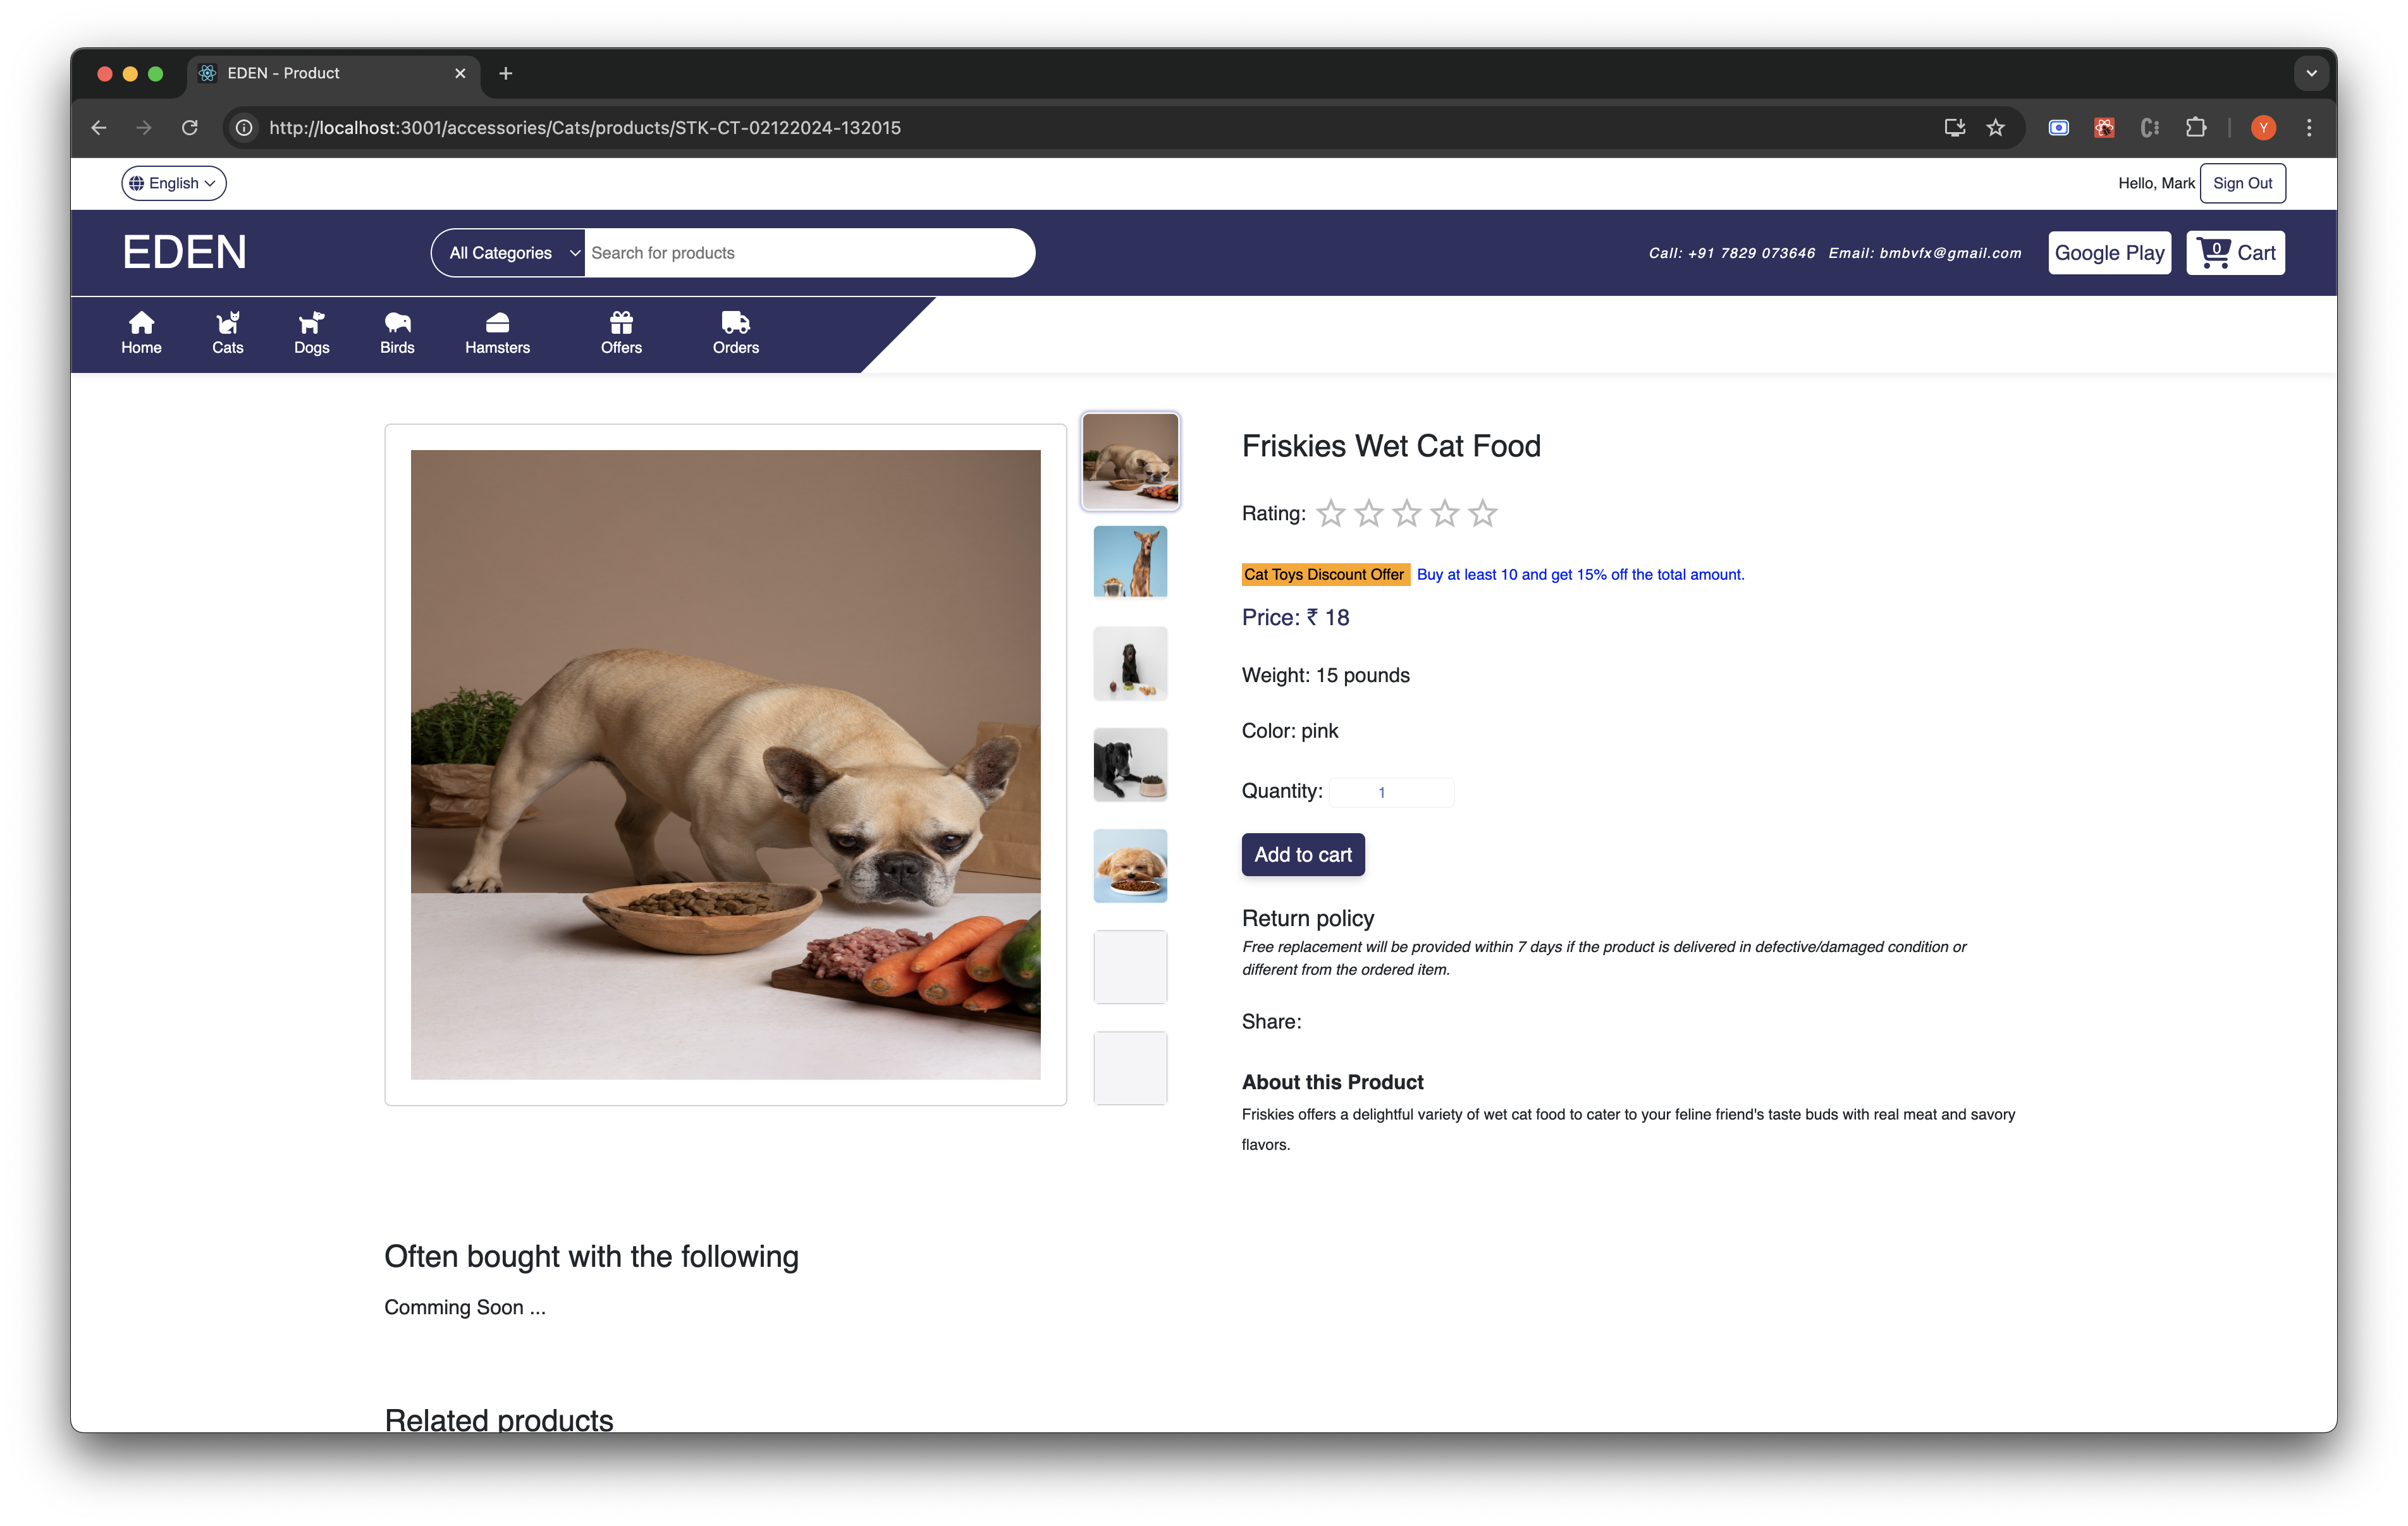 EDEN - Product
http://localhost:3001/accessories/Cats/products/STK-CT-02122024-132015
Y
English
Hello, Mark
Sign Out
EDEN
All Categories
Search for products
Call: +91 7829 073646
Email: bmbvfx@gmail.com
Google Play
0
Cart
Home
Cats
Dogs
Birds
Hamsters
Offers
Orders
Friskies Wet Cat Food
Rating:
Cat Toys Discount Offer Buy at least 10 and get 15% off the total amount.
Price: ₹ 18
Weight: 15 pounds
Color: pink
Quantity: 1
Add to cart
Return policy
Free replacement will be provided within 7 days if the product is delivered in defective/damaged condition or
different from the ordered item.
Share:
About this Product
Friskies offers a delightful variety of wet cat food to cater to your feline friend's taste buds with real meat and savory
flavors.
Often bought with the following
Comming Soon ...
Related products